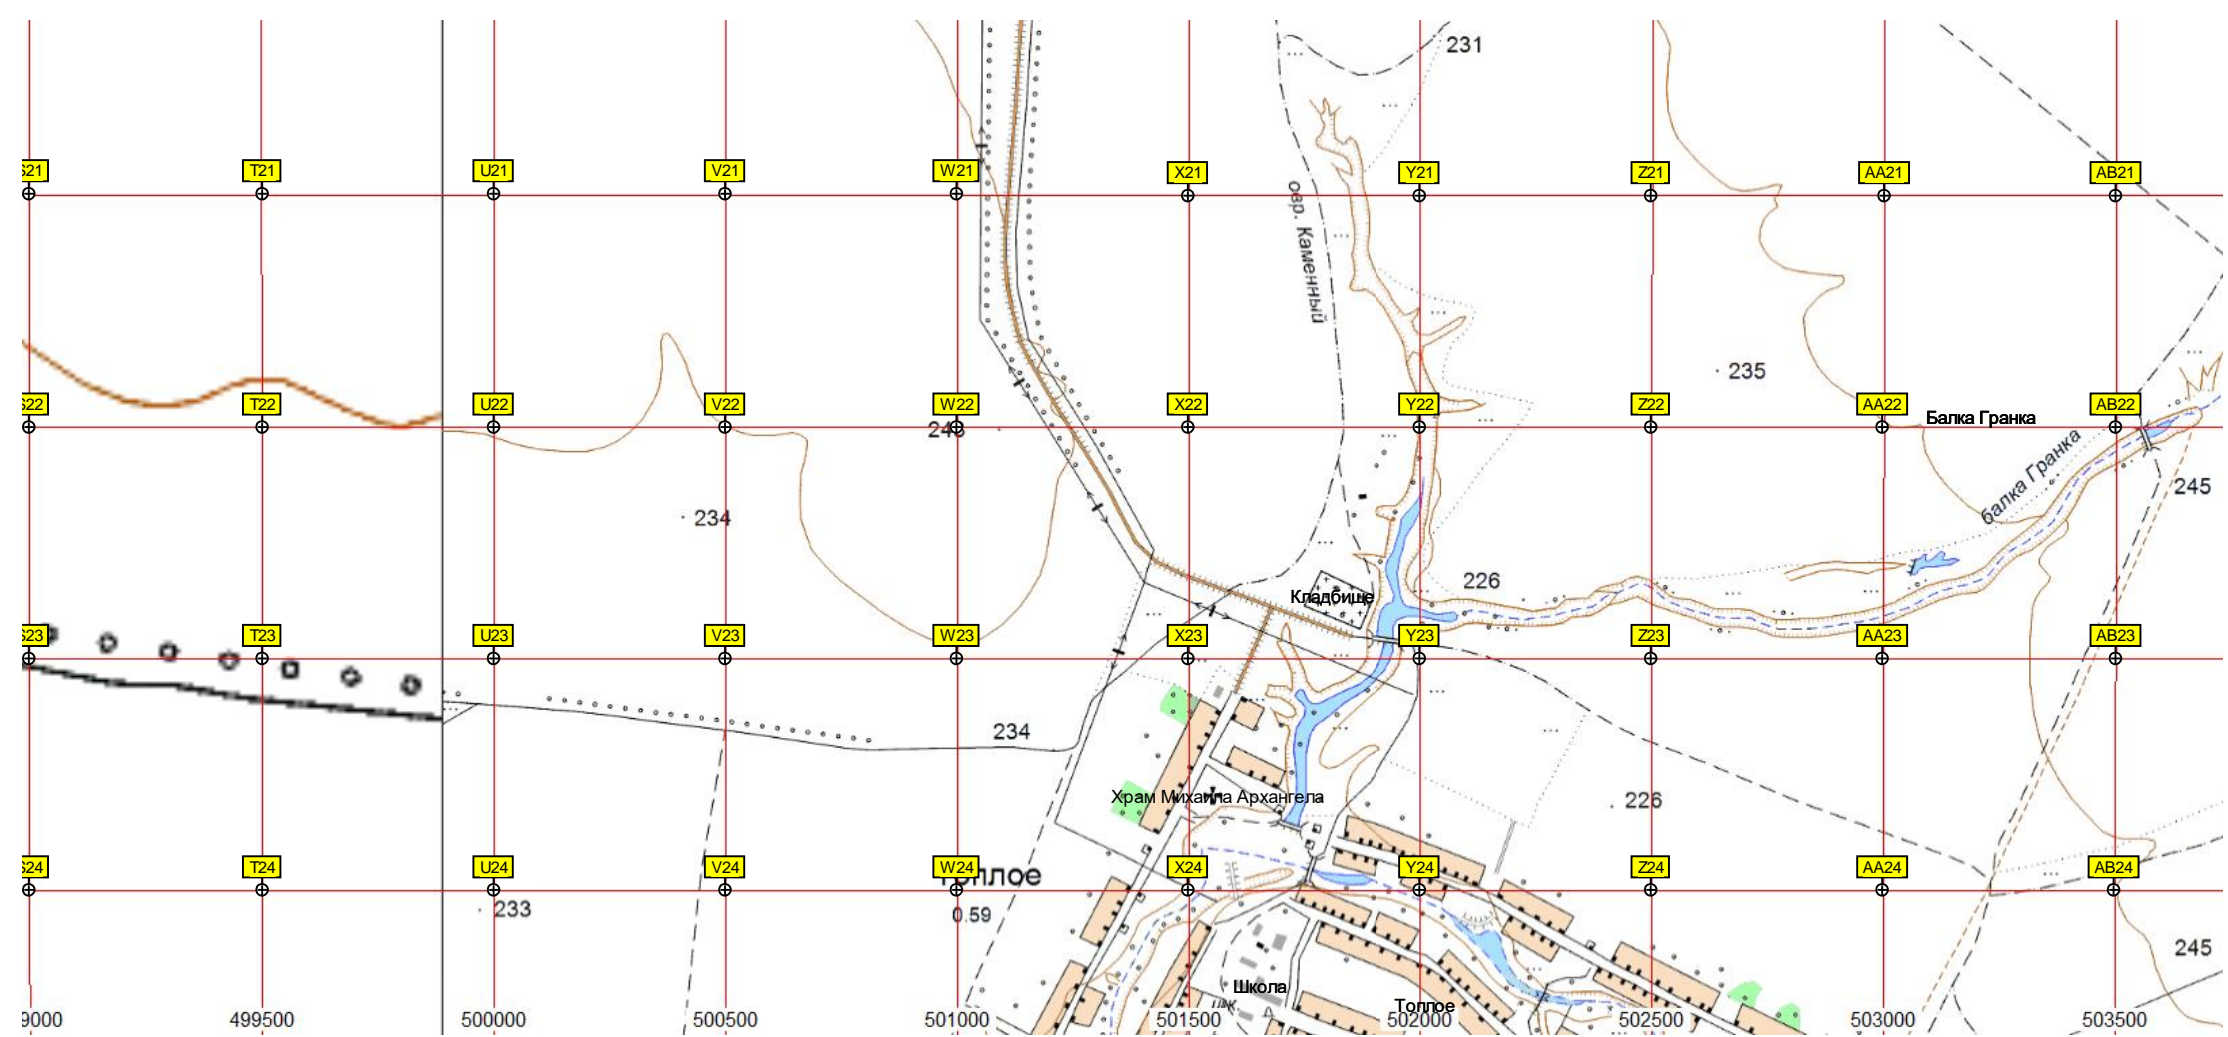 231
S21 T21 U21 V21 W21 X21 Y21 Z21 AA21 AB21
овр. Каменный
235
S22 T22 U22 V22 W22 X22 Y22 Z22 AA22 AB22
Балка Гранка
балка Гранка
245
234
226
Кладбище
S23 T23 U23 V23 W23 X23 Y23 Z23 AA23 AB23
234
Храм Михаила Архангела
226
S24 T24 U24 V24 W24 X24 Y24 Z24 AA24 AB24
233
0.59
245
Школа
Топлое
9000 499500 500000 500500 501000 501500 502000 502500 503000 503500